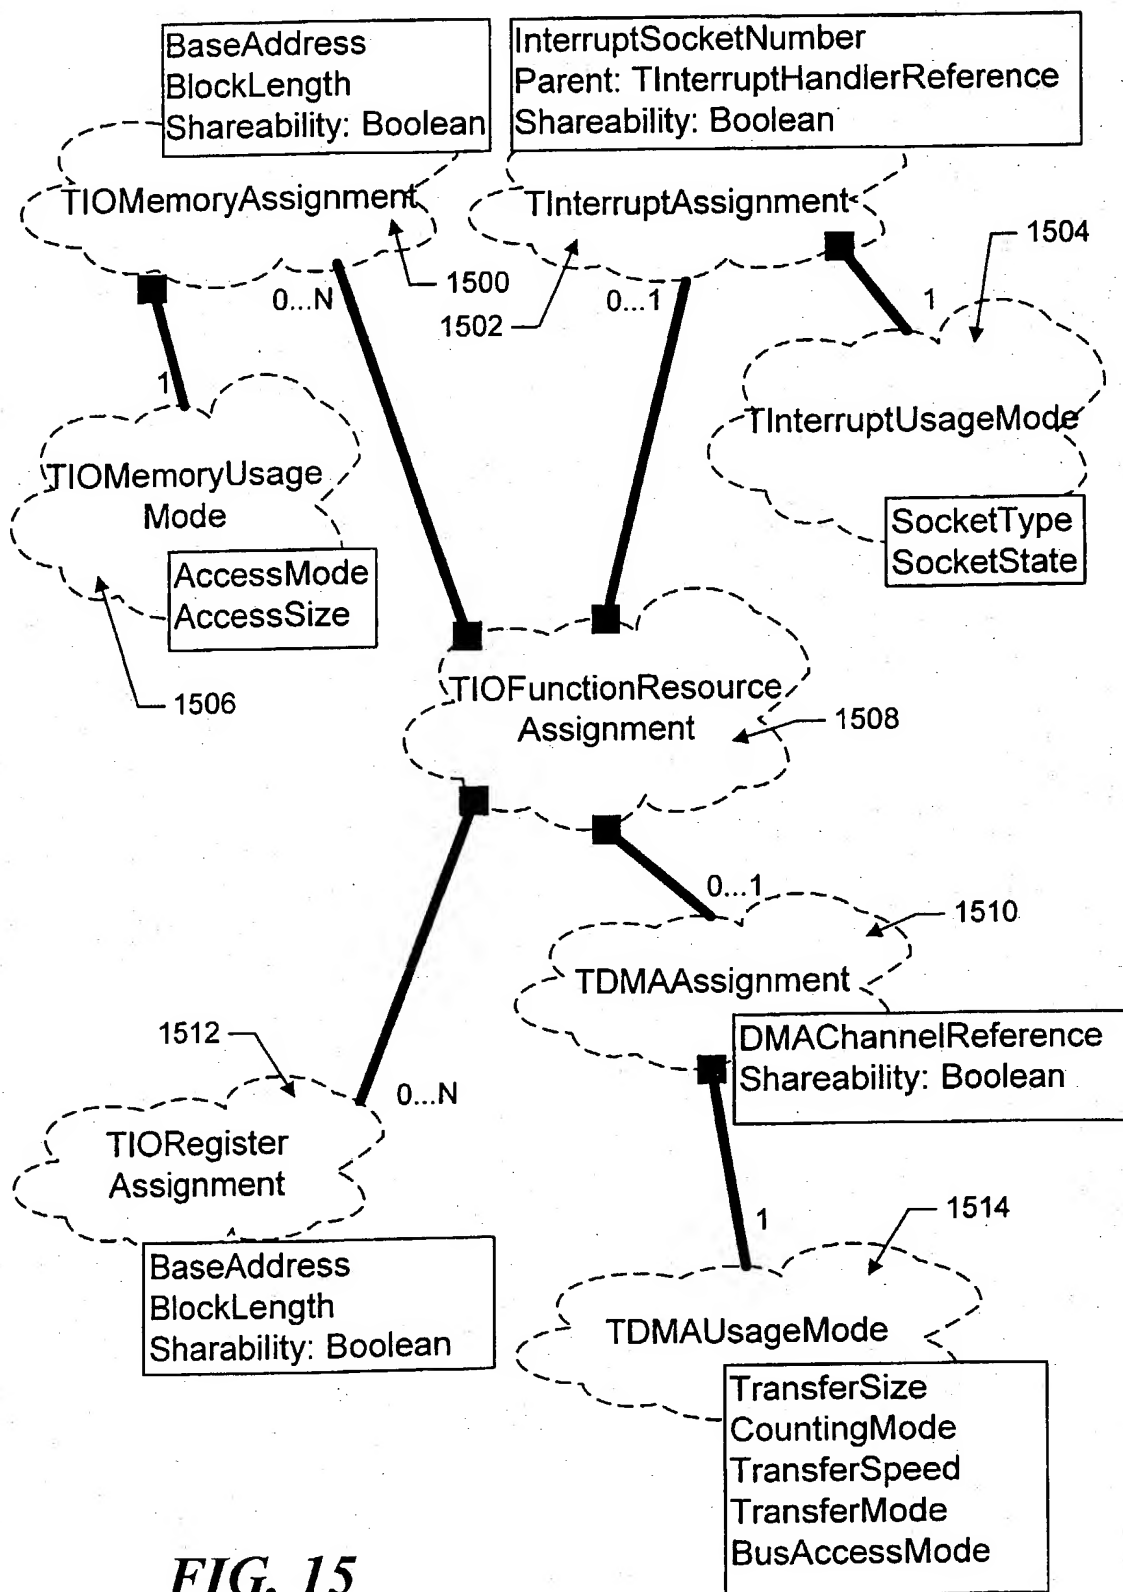 BaseAddress
BlockLength
Shareability: Boolean
InterruptSocketNumber
Parent: TInterruptHandlerReference
Shareability: Boolean
TIOMemoryAssignment
TInterruptAssignment
1500
1502
1504
0...N
0...1
1
1
TInterruptUsageMode
SocketType
SocketState
TIOMemoryUsage
Mode
AccessMode
AccessSize
1506
TIOFunctionResource
Assignment
1508
0...1
1510
TDMAAssignment
DMAChannelReference
Shareability: Boolean
1512
0...N
TIORegister
Assignment
BaseAddress
BlockLength
Sharability: Boolean
1
1514
TDMAUsageMode
TransferSize
CountingMode
TransferSpeed
TransferMode
BusAccessMode
FIG. 15